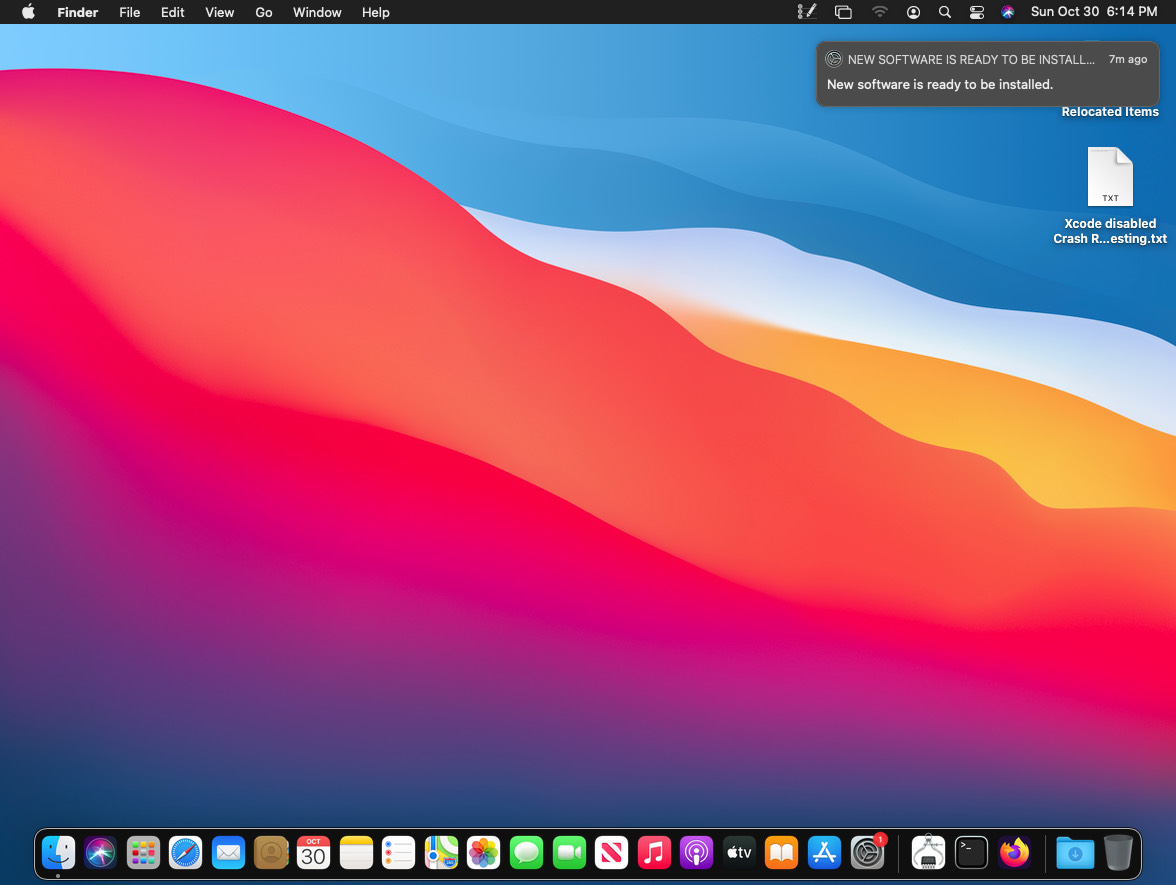 Finder File Edit View Go Window Help Sun Oct 30 6:14 PM
NEW SOFTWARE IS READY TO BE INSTALL... 7m ago
New software is ready to be installed.
Relocated Items
TXT
Xcode disabled
Crash R...esting.txt
OCT
30
tv
1
>_